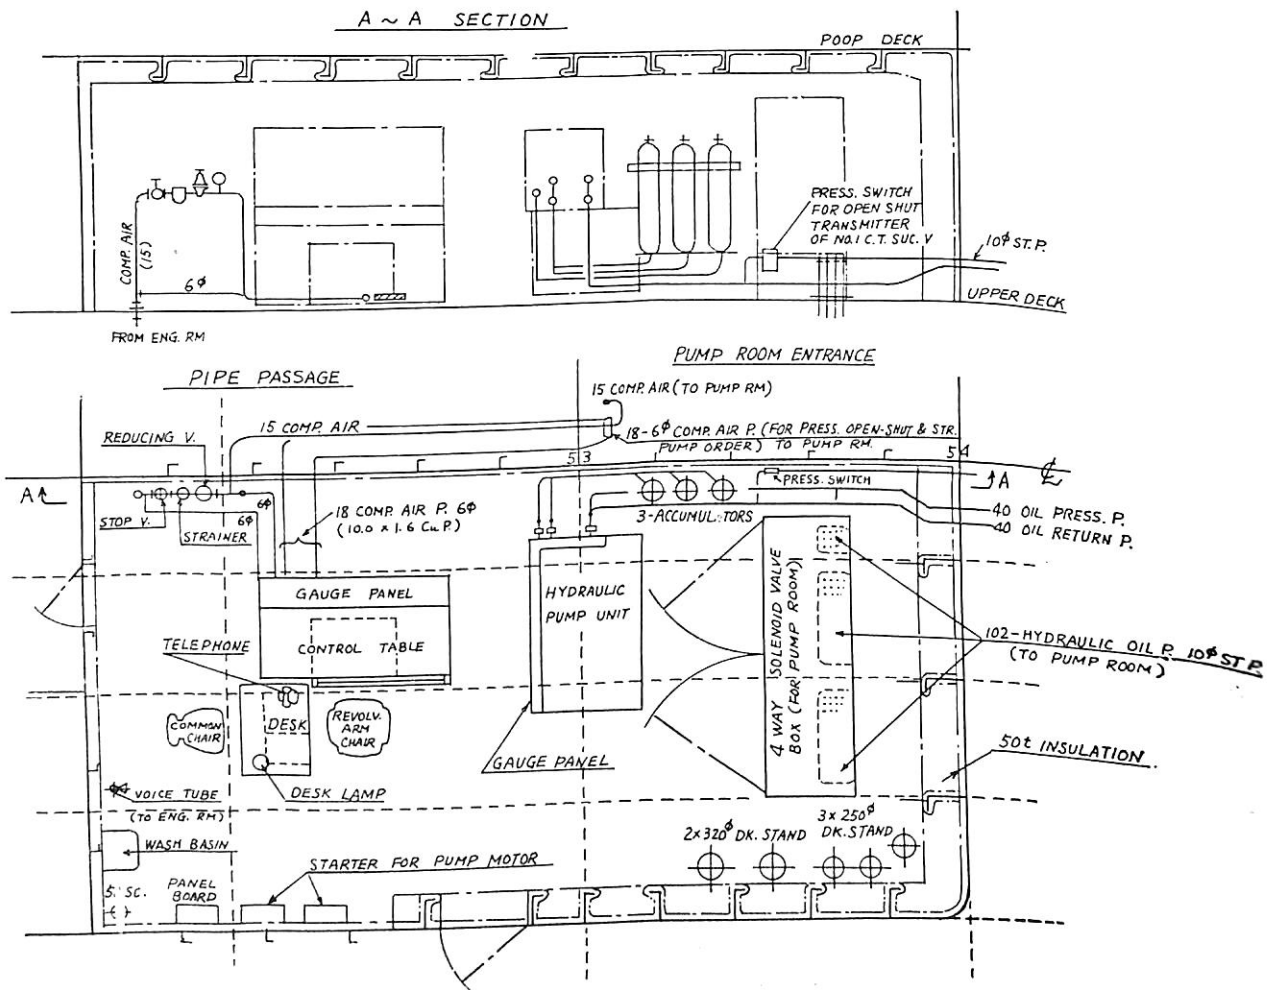 A ~ A SECTION
POOP DECK
PRESS. SWITCH
FOR OPEN SHUT
TRANSMITTER
OF NO.1 C.T. SUC. V
10φ ST.P.
COMP. AIR
(15)
6φ
UPPER DECK
FROM ENG. RM
PIPE PASSAGE
PUMP ROOM ENTRANCE
15 COMP. AIR (TO PUMP RM)
REDUCING V.
15 COMP. AIR
18-6φ COMP. AIR P. (FOR PRESS. OPEN-SHUT & STR.
PUMP ORDER) TO PUMP RM.
53
54
A
A
℄
PRESS. SWITCH
6φ
6φ
STOP V.
STRAINER
18 COMP. AIR P. 6φ
(10.0 x 1.6 Cu P.)
3-ACCUMUL-TORS
40 OIL PRESS. P.
40 OIL RETURN P.
GAUGE PANEL
CONTROL TABLE
HYDRAULIC
PUMP UNIT
4 WAY SOLENOID VALVE
BOX (FOR PUMP ROOM)
102-HYDRAULIC OIL P. 10φ ST P.
(TO PUMP ROOM)
TELEPHONE
COMMON
CHAIR
DESK
REVOLV.
ARM
CHAIR
GAUGE PANEL
50t INSULATION.
VOICE TUBE
(TO ENG. RM)
DESK LAMP
WASH BASIN
2x320φ DK. STAND
3x250φ
DK. STAND
STARTER FOR PUMP MOTOR
PANEL
BOARD